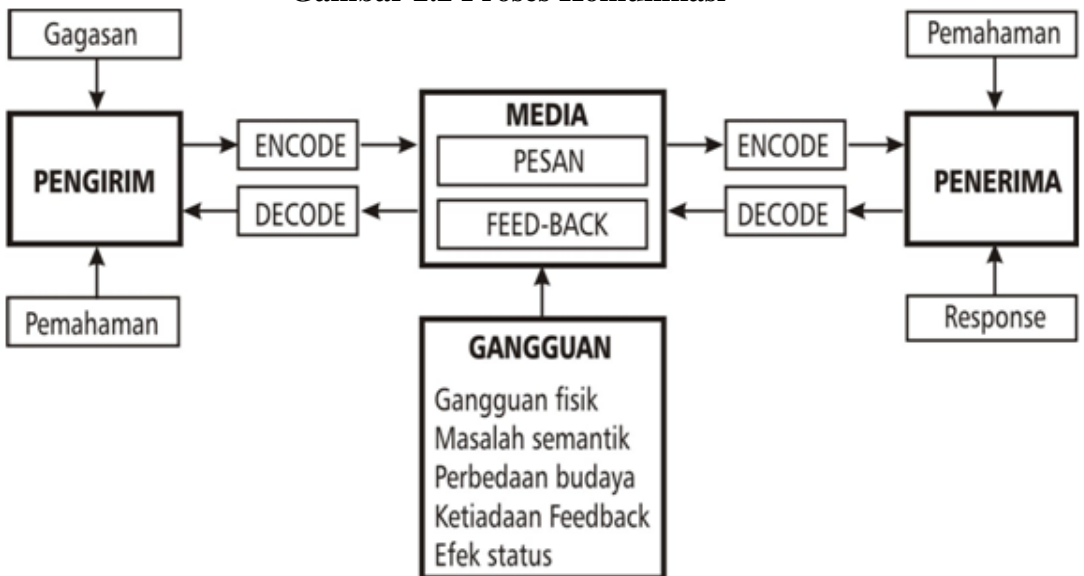 Gagasan
Pemahaman
PENGIRIM
ENCODE
DECODE
MEDIA
PESAN
FEED-BACK
ENCODE
DECODE
PENERIMA
Pemahaman
Response
GANGGUAN
Gangguan fisik
Masalah semantik
Perbedaan budaya
Ketiadaan Feedback
Efek status